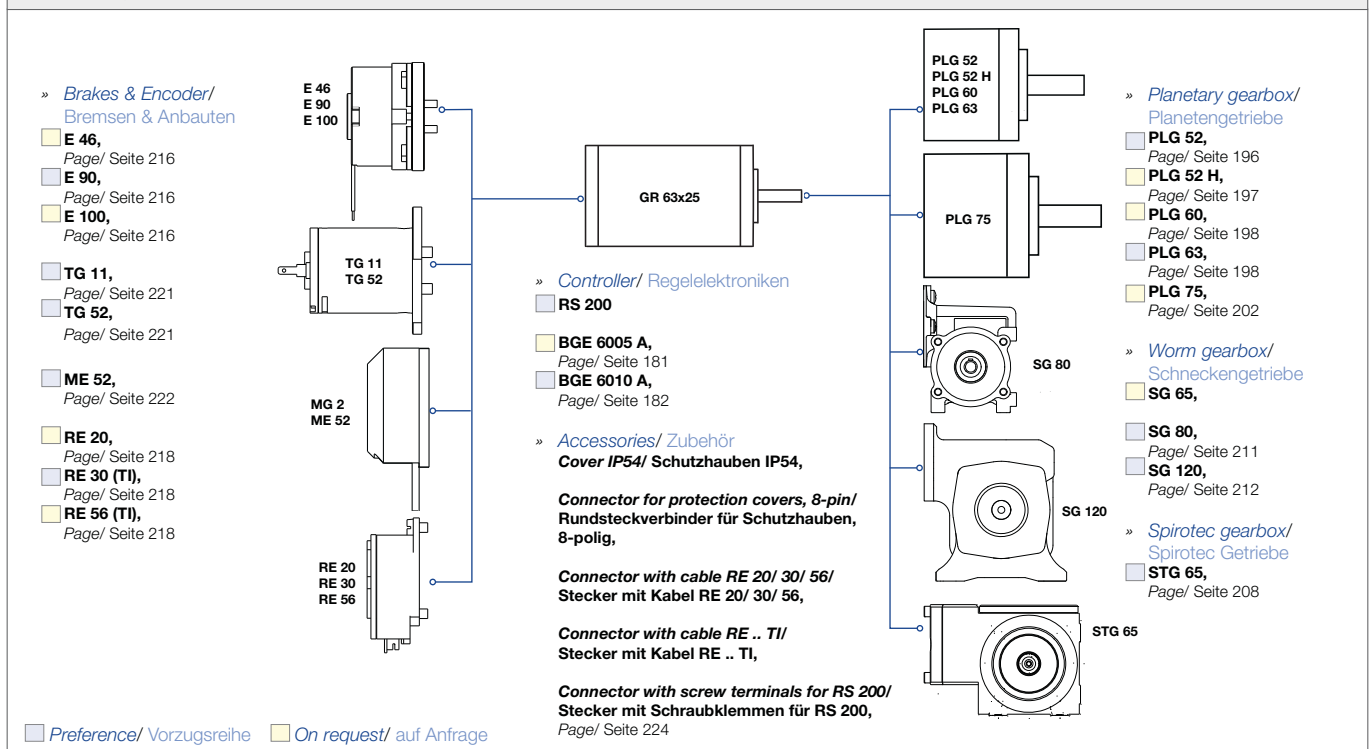 » Brakes & Encoder/
Bremsen & Anbauten
E 46,
Page/ Seite 216
E 90,
Page/ Seite 216
E 100,
Page/ Seite 216
TG 11,
Page/ Seite 221
TG 52,
Page/ Seite 221
ME 52,
Page/ Seite 222
RE 20,
Page/ Seite 218
RE 30 (TI),
Page/ Seite 218
RE 56 (TI),
Page/ Seite 218
E 46
E 90
E 100
TG 11
TG 52
MG 2
ME 52
RE 20
RE 30
RE 56
GR 63x25
» Controller/ Regelelektroniken
RS 200
BGE 6005 A,
Page/ Seite 181
BGE 6010 A,
Page/ Seite 182
» Accessories/ Zubehör
Cover IP54/ Schutzhauben IP54,
Connector for protection covers, 8-pin/
Rundsteckverbinder für Schutzhauben,
8-polig,
Connector with cable RE 20/ 30/ 56/
Stecker mit Kabel RE 20/ 30/ 56,
Connector with cable RE .. TI/
Stecker mit Kabel RE .. TI,
Connector with screw terminals for RS 200/
Stecker mit Schraubklemmen für RS 200,
Page/ Seite 224
PLG 52
PLG 52 H
PLG 60
PLG 63
PLG 75
SG 80
SG 120
STG 65
» Planetary gearbox/
Planetengetriebe
PLG 52,
Page/ Seite 196
PLG 52 H,
Page/ Seite 197
PLG 60,
Page/ Seite 198
PLG 63,
Page/ Seite 198
PLG 75,
Page/ Seite 202
» Worm gearbox/
Schneckengetriebe
SG 65,
SG 80,
Page/ Seite 211
SG 120,
Page/ Seite 212
» Spirotec gearbox/
Spirotec Getriebe
STG 65,
Page/ Seite 208
Preference/ Vorzugsreihe On request/ auf Anfrage